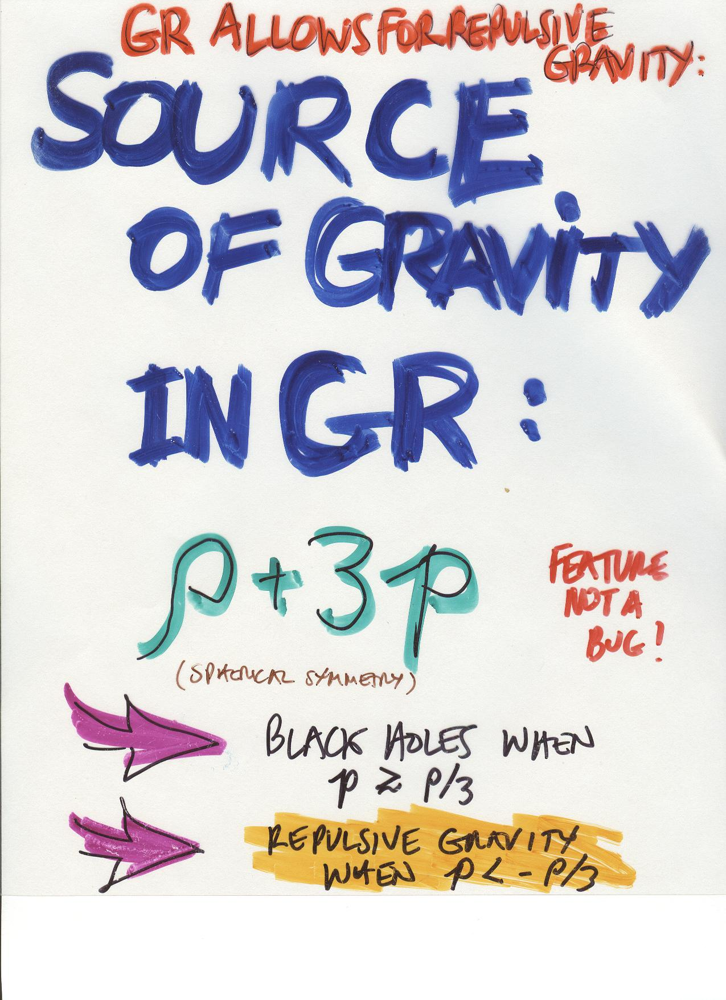 GR ALLOWS FOR REPULSIVE
GRAVITY:
SOURCE
OF GRAViTY
IN GR:
ρ+3p
FEATURE
NOT A
BUG!
(SPHERICAL SYMMETRY)
BLACK HOLES WHEN
p ≳ ρ/3
REPULSIVE GRAVITY
WHEN p < -ρ/3